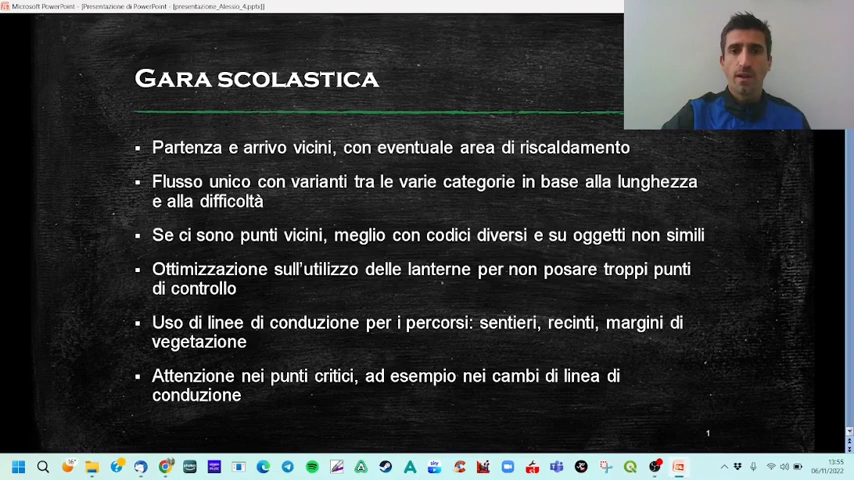 Microsoft PowerPoint - [Presentazione di PowerPoint - [presentazione_Alessio_4.pptx]]
GARA SCOLASTICA
▪ Partenza e arrivo vicini, con eventuale area di riscaldamento
▪ Flusso unico con varianti tra le varie categorie in base alla lunghezza
e alla difficoltà
▪ Se ci sono punti vicini, meglio con codici diversi e su oggetti non simili
▪ Ottimizzazione sull'utilizzo delle lanterne per non posare troppi punti
di controllo
▪ Uso di linee di conduzione per i percorsi: sentieri, recinti, margini di
vegetazione
▪ Attenzione nei punti critici, ad esempio nei cambi di linea di
conduzione
1
13:55
06/11/2022